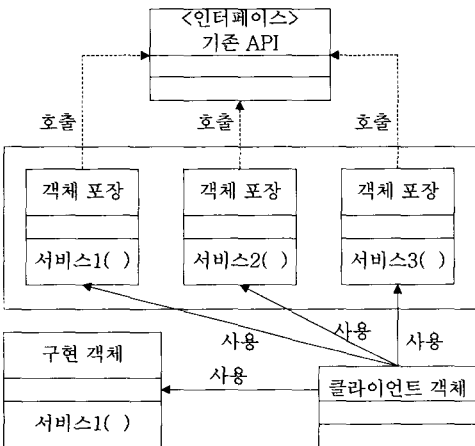 <인터페이스>
기존 API
호출 호출 호출
객체 포장 객체 포장 객체 포장
서비스1( ) 서비스2( ) 서비스3( )
사용 사용 사용
구현 객체
사용
클라이언트 객체
서비스1( )